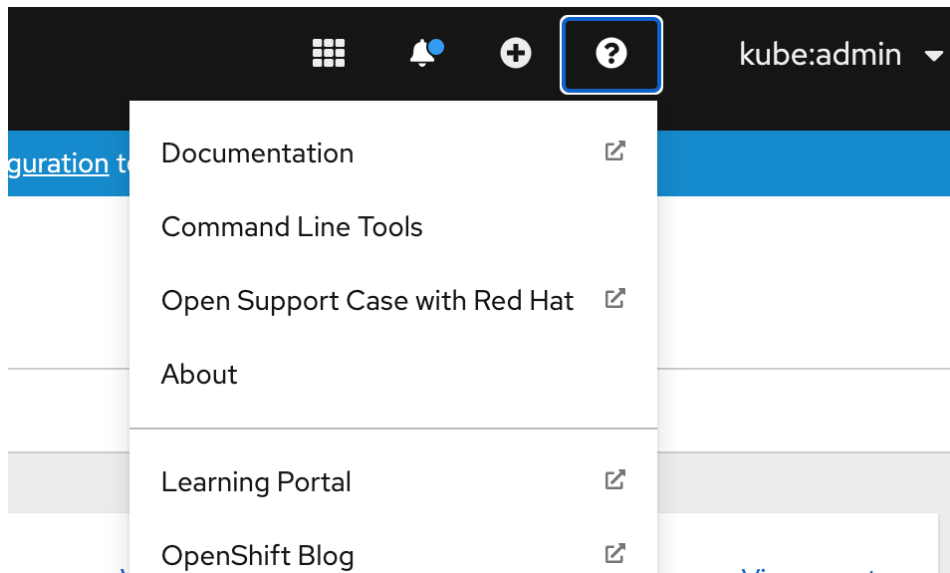 kube:admin
guration t
Documentation
Command Line Tools
Open Support Case with Red Hat
About
Learning Portal
OpenShift Blog